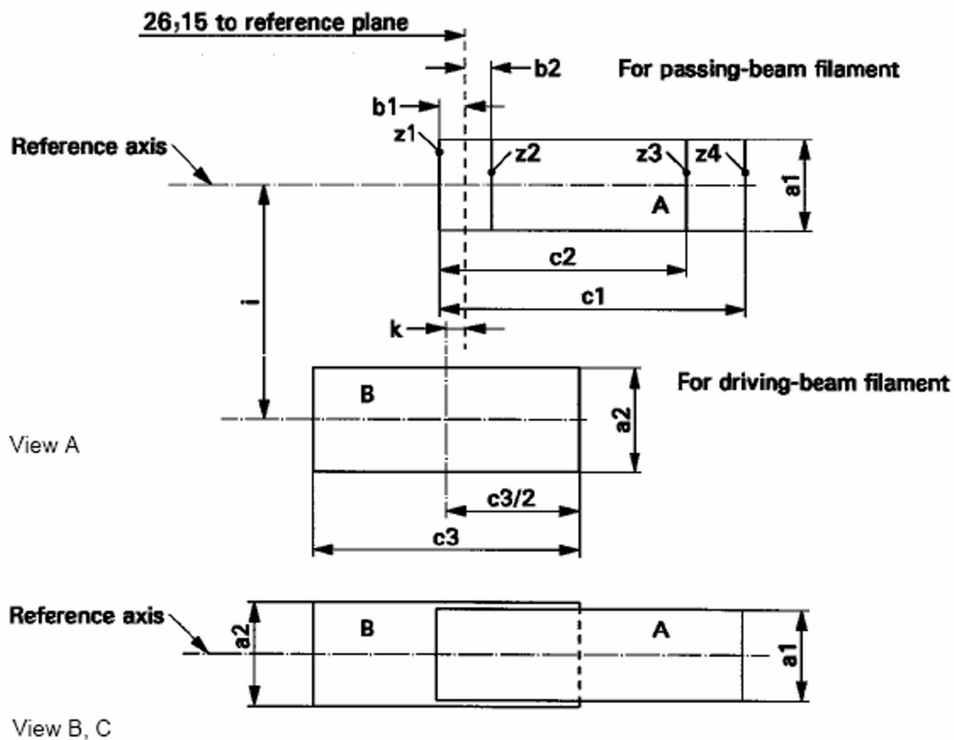 26,15 to reference plane
b2
For passing-beam filament
b1
z1
Reference axis
z2
z3
z4
A
a1
c2
c1
i
k
B
For driving-beam filament
a2
View A
c3/2
c3
Reference axis
a2
B
A
a1
View B, C